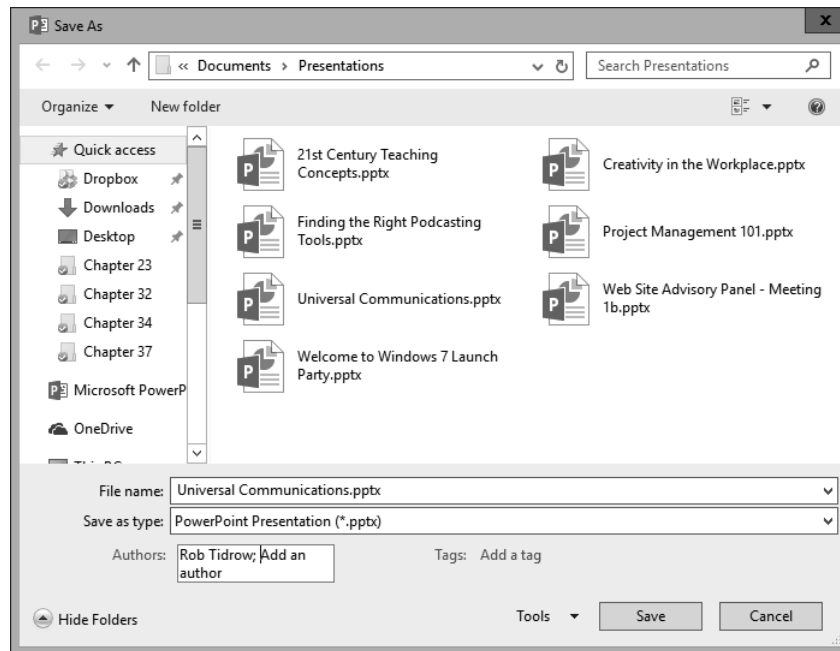 Save As
x
« Documents › Presentations
Search Presentations
Organize
New folder
Quick access
Dropbox
Downloads
Desktop
Chapter 23
Chapter 32
Chapter 34
Chapter 37
Microsoft PowerP
OneDrive
21st Century Teaching
Concepts.pptx
Creativity in the Workplace.pptx
Finding the Right Podcasting
Tools.pptx
Project Management 101.pptx
Universal Communications.pptx
Web Site Advisory Panel - Meeting
1b.pptx
Welcome to Windows 7 Launch
Party.pptx
File name: Universal Communications.pptx
Save as type: PowerPoint Presentation (*.pptx)
Authors: Rob Tidrow; Add an
author
Tags: Add a tag
Hide Folders
Tools
Save
Cancel